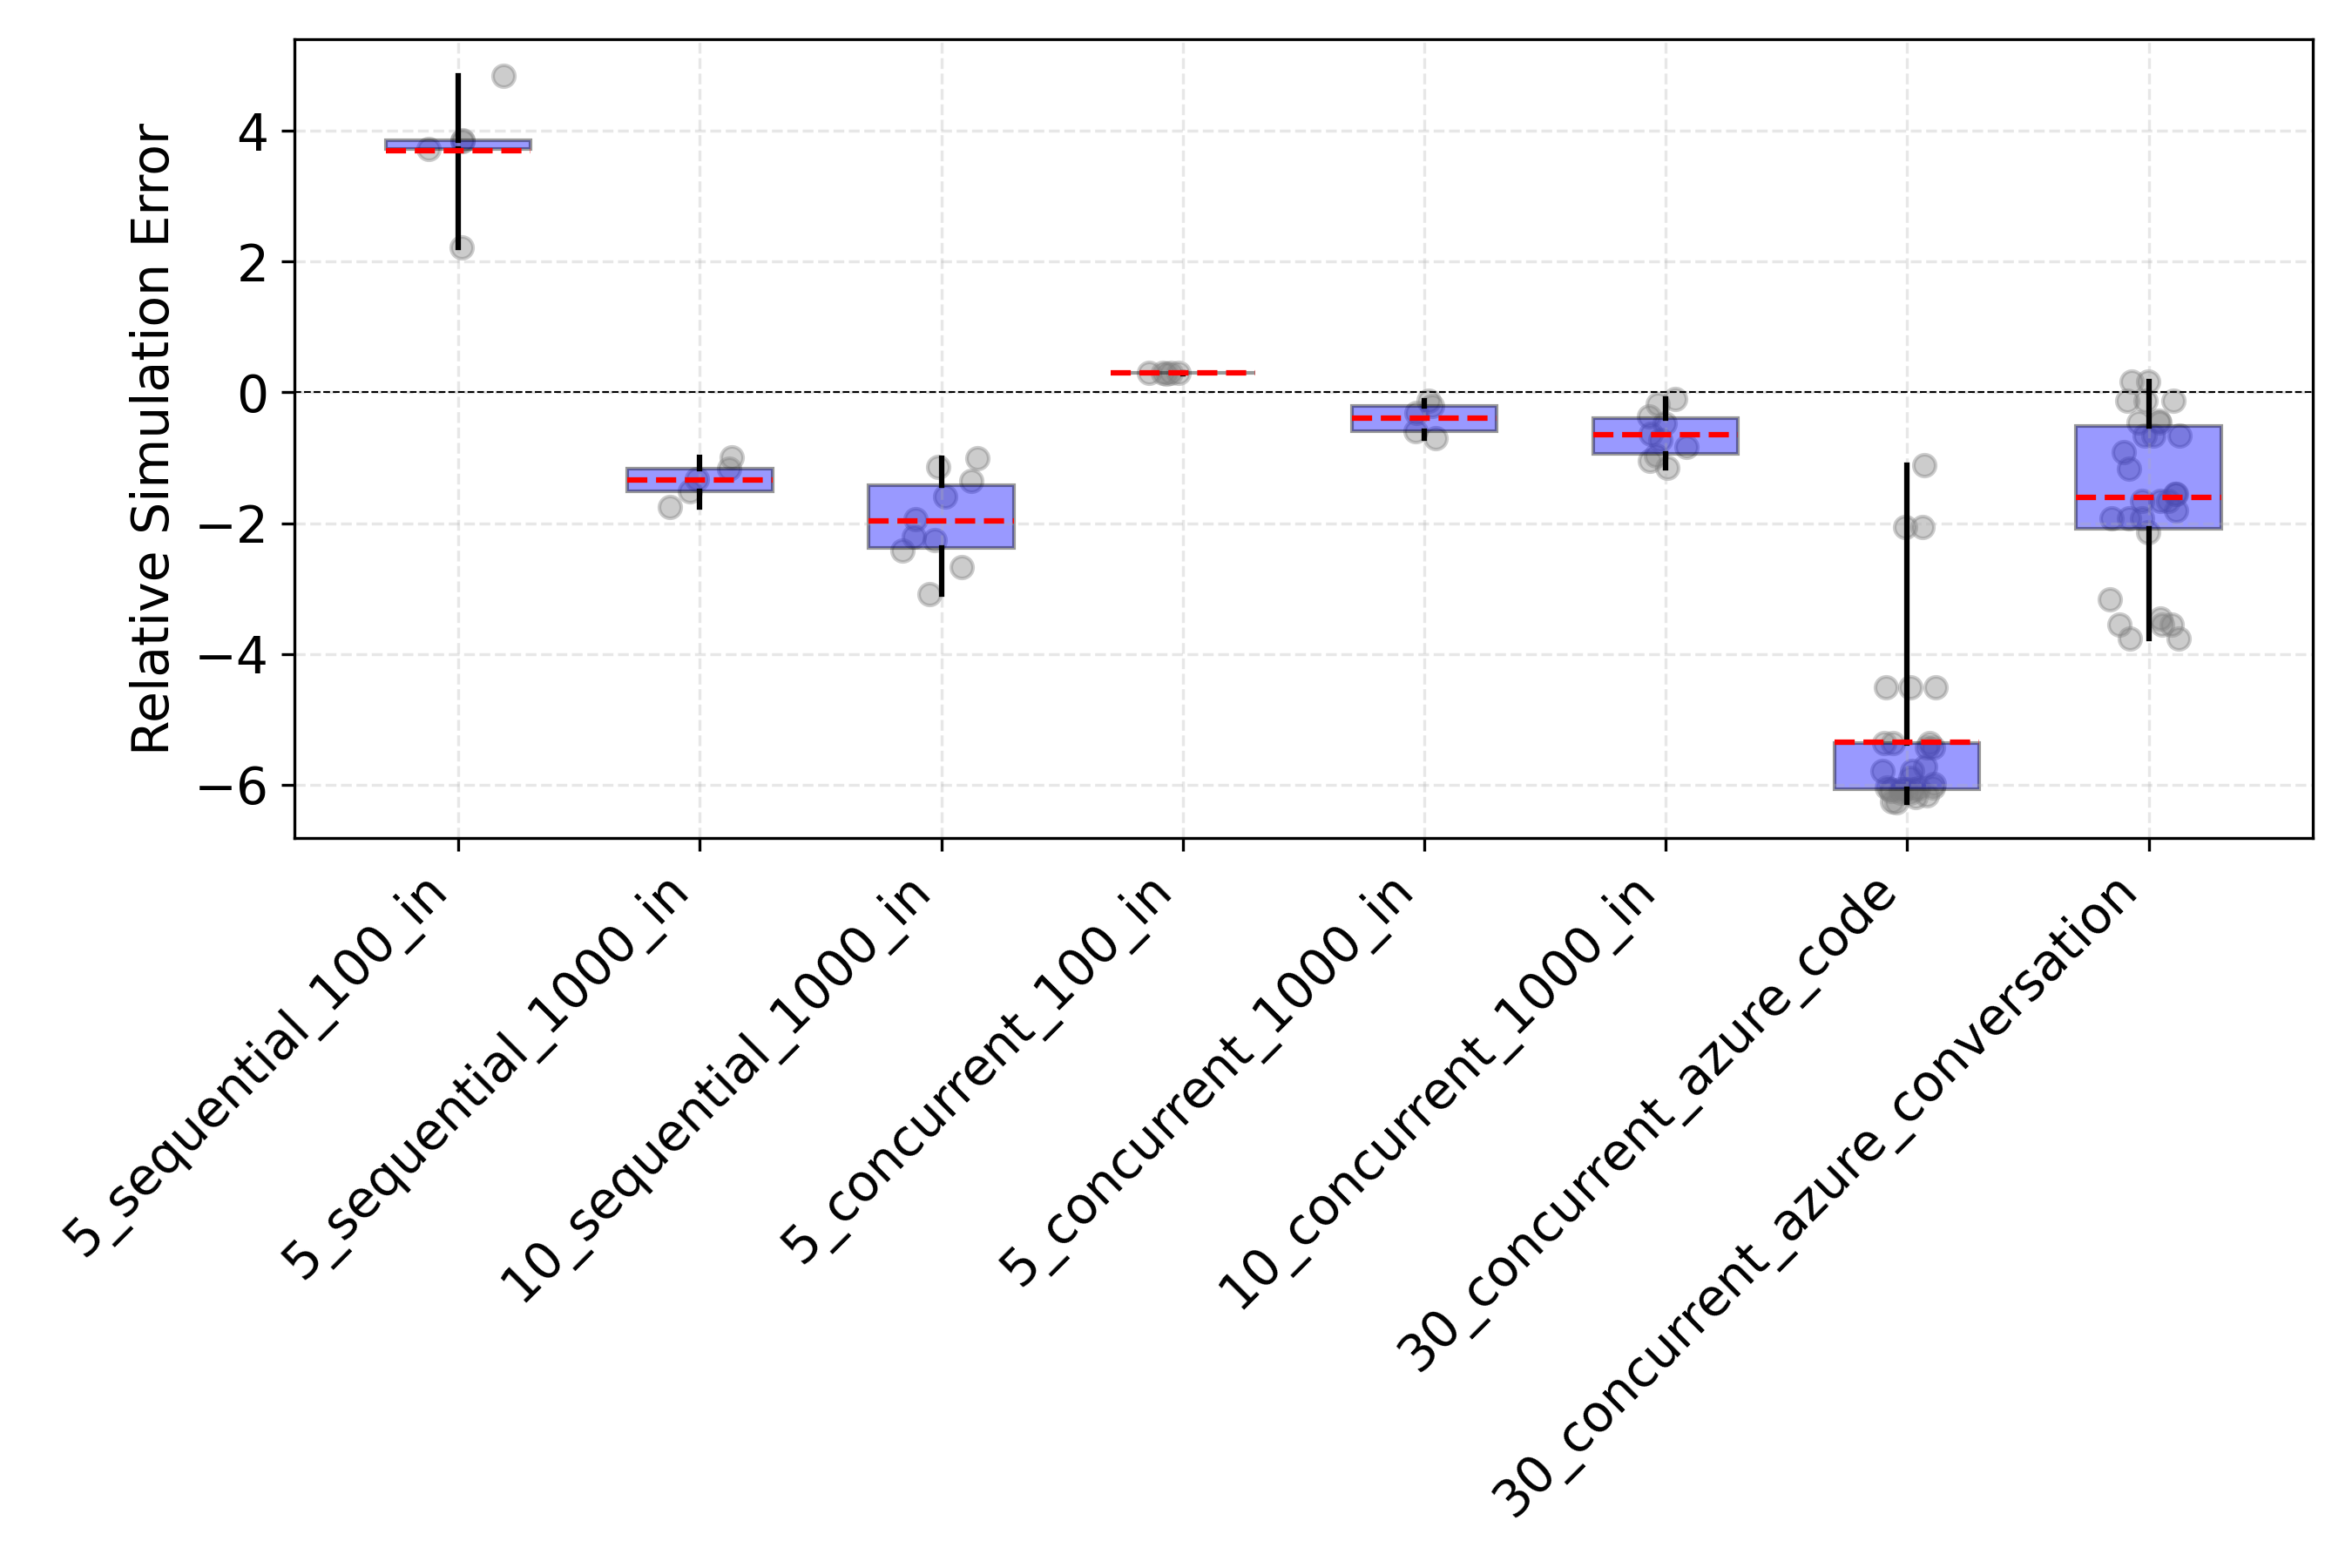 Relative Simulation Error
4
2
0
−2
−4
−6
5_sequential_100_in
5_sequential_1000_in
10_sequential_1000_in
5_concurrent_100_in
5_concurrent_1000_in
10_concurrent_1000_in
30_concurrent_azure_code
30_concurrent_azure_conversation